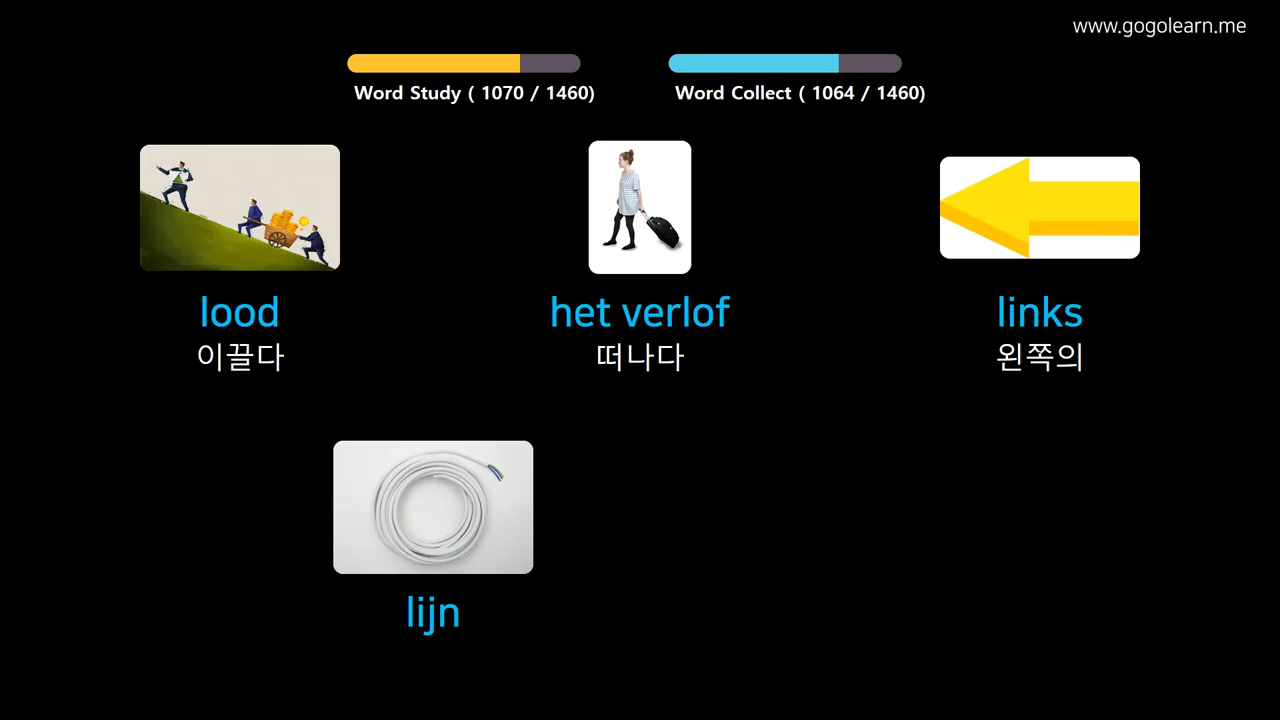 www.gogolearn.me
Word Study ( 1070 / 1460)
Word Collect ( 1064 / 1460)
lood
이끌다
het verlof
떠나다
links
왼쪽의
lijn